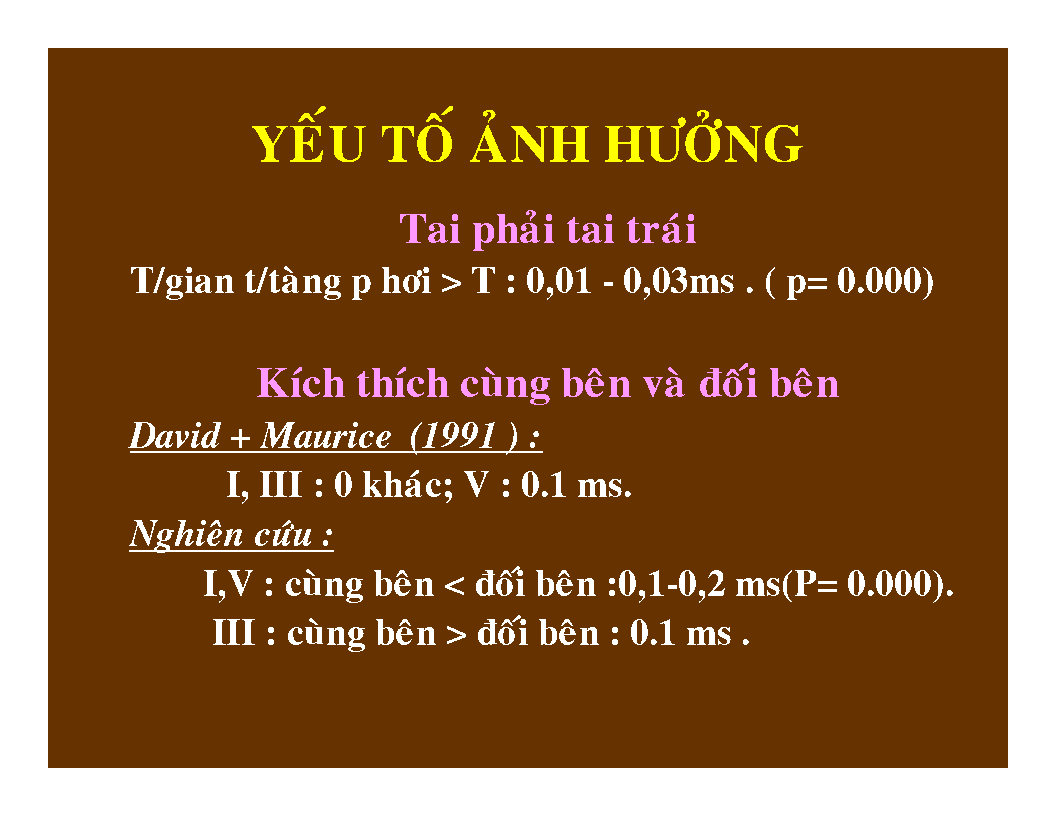 YẾU TỐ ẢNH HƯỞNG
Tai phải tai trái
T/gian t/tàng p hơi > T : 0,01 - 0,03ms . ( p= 0.000)
Kích thích cùng bên và đối bên
David + Maurice (1991 ) :
I, III : 0 khác; V : 0.1 ms.
Nghiên cứu :
I,V : cùng bên < đối bên :0,1-0,2 ms(P= 0.000).
III : cùng bên > đối bên : 0.1 ms .